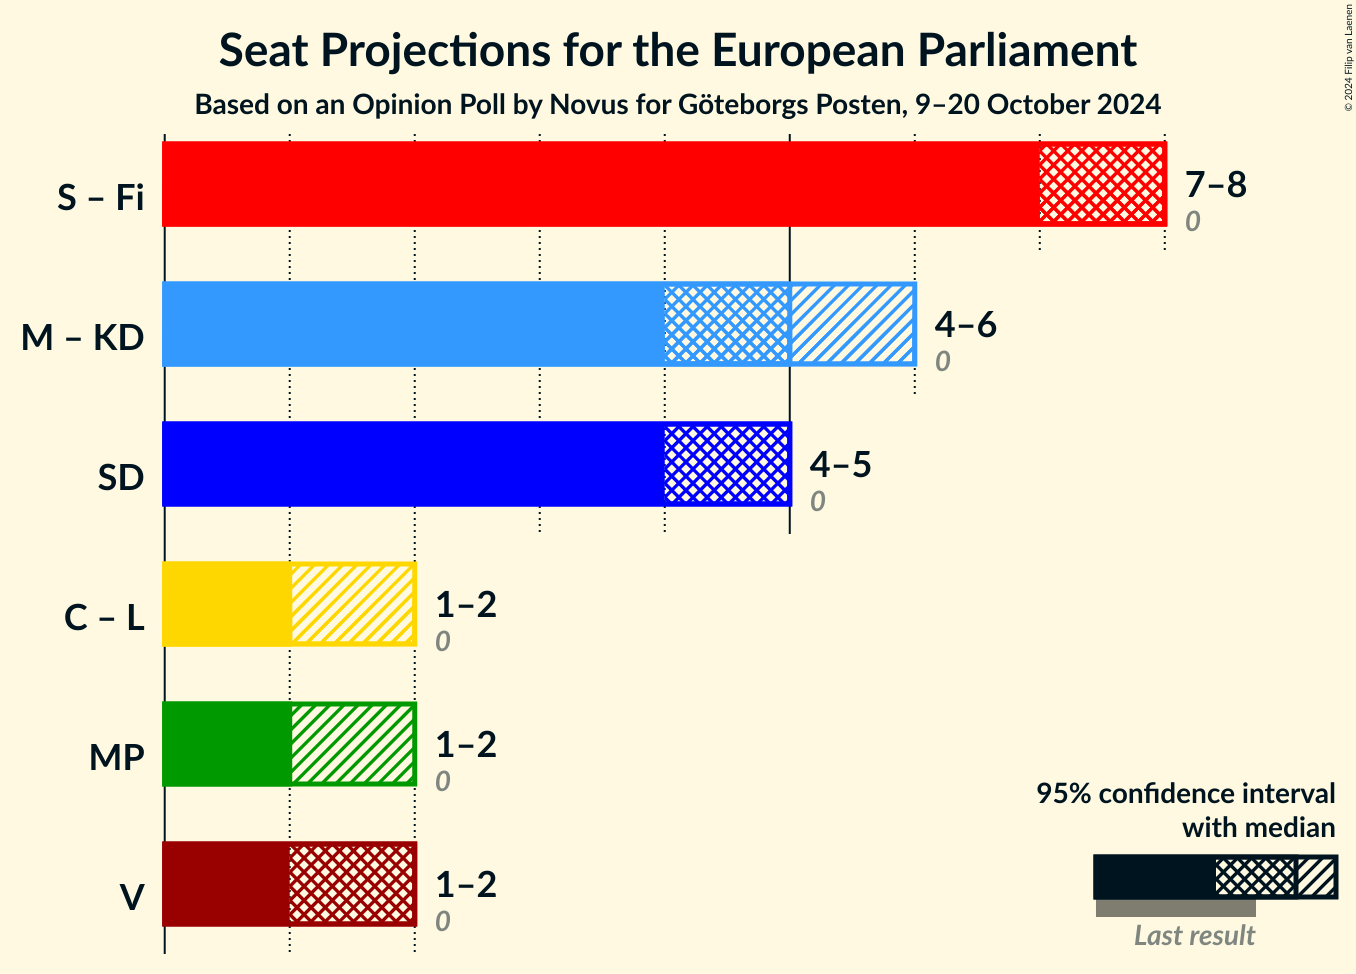 Seat Projections for the European Parliament
Based on an Opinion Poll by Novus for Göteborgs Posten, 9–20 October 2024
© 2024 Filip van Laenen
S – Fi
7–8
0
M – KD
4–6
0
SD
4–5
0
C – L
1–2
0
MP
1–2
0
V
1–2
0
95% confidence interval
with median
Last result